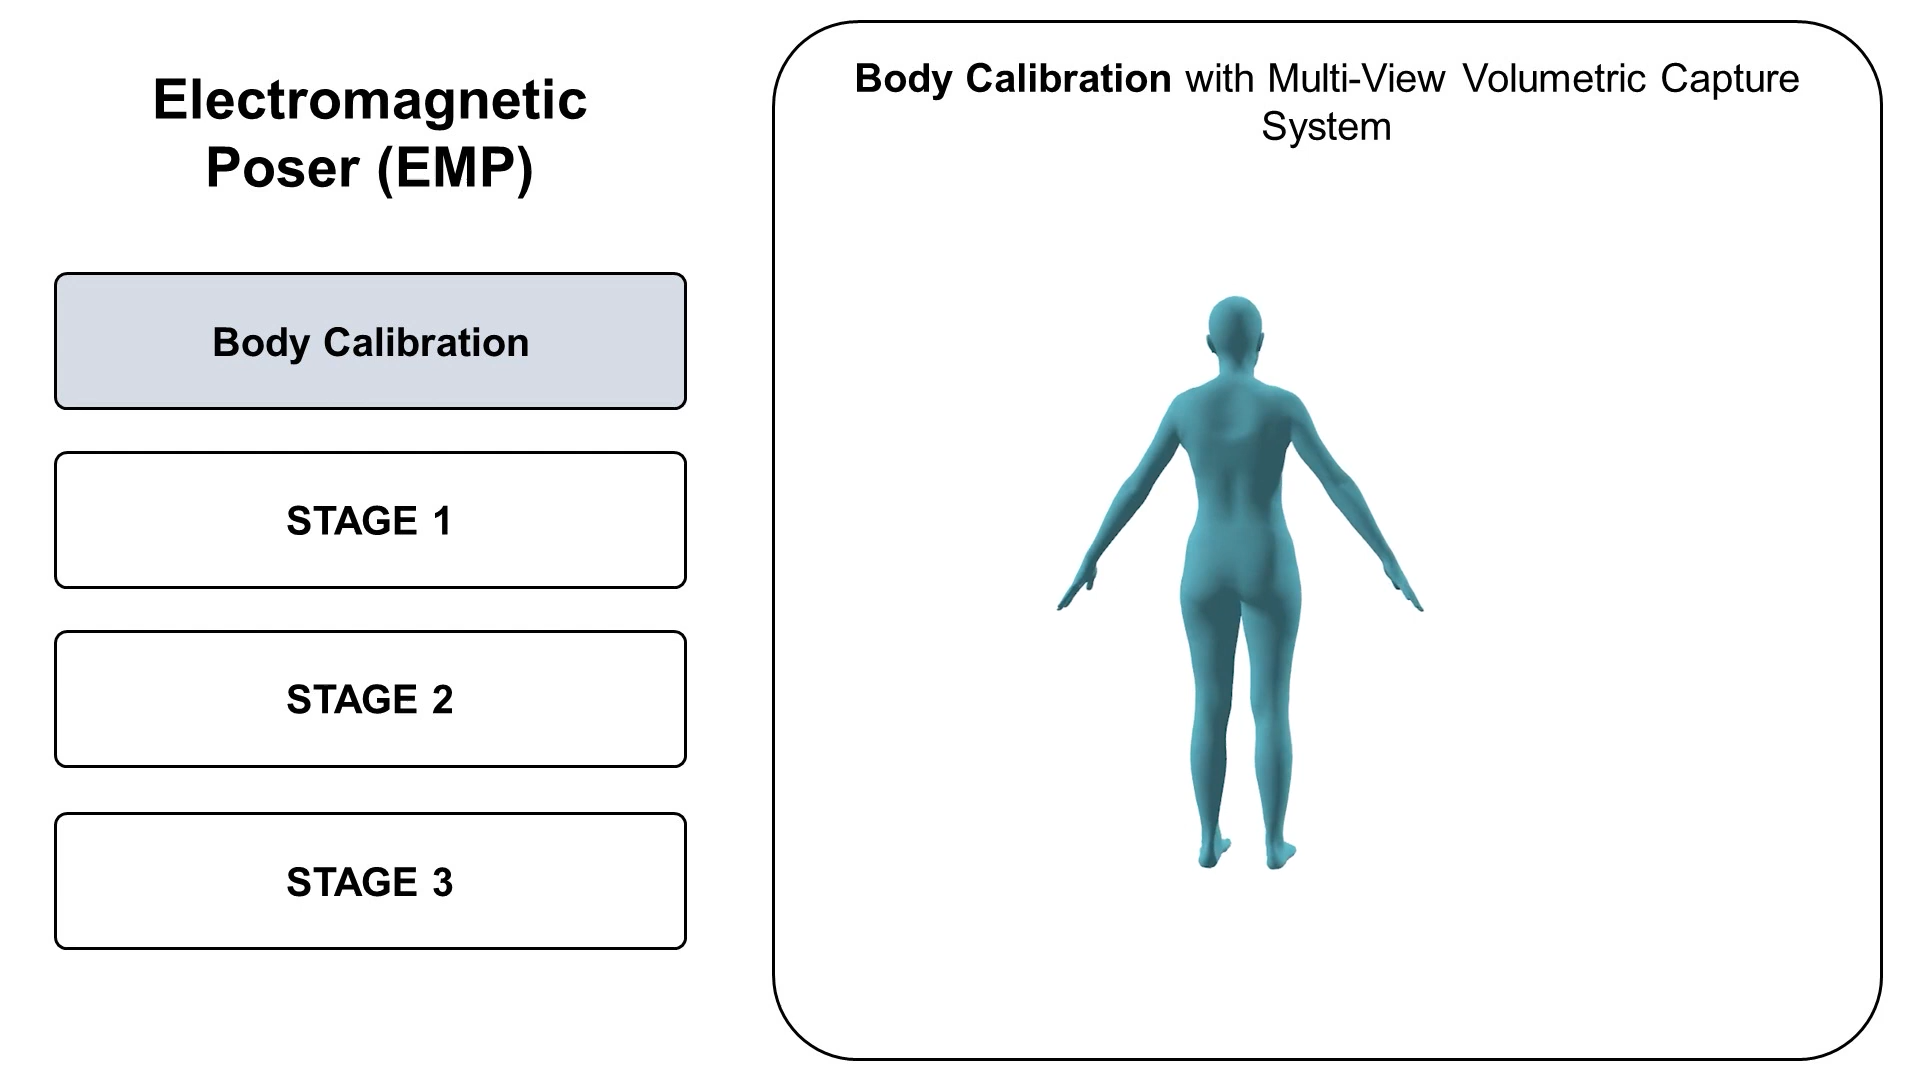 Electromagnetic
Poser (EMP)
Body Calibration
STAGE 1
STAGE 2
STAGE 3
Body Calibration with Multi-View Volumetric Capture
System